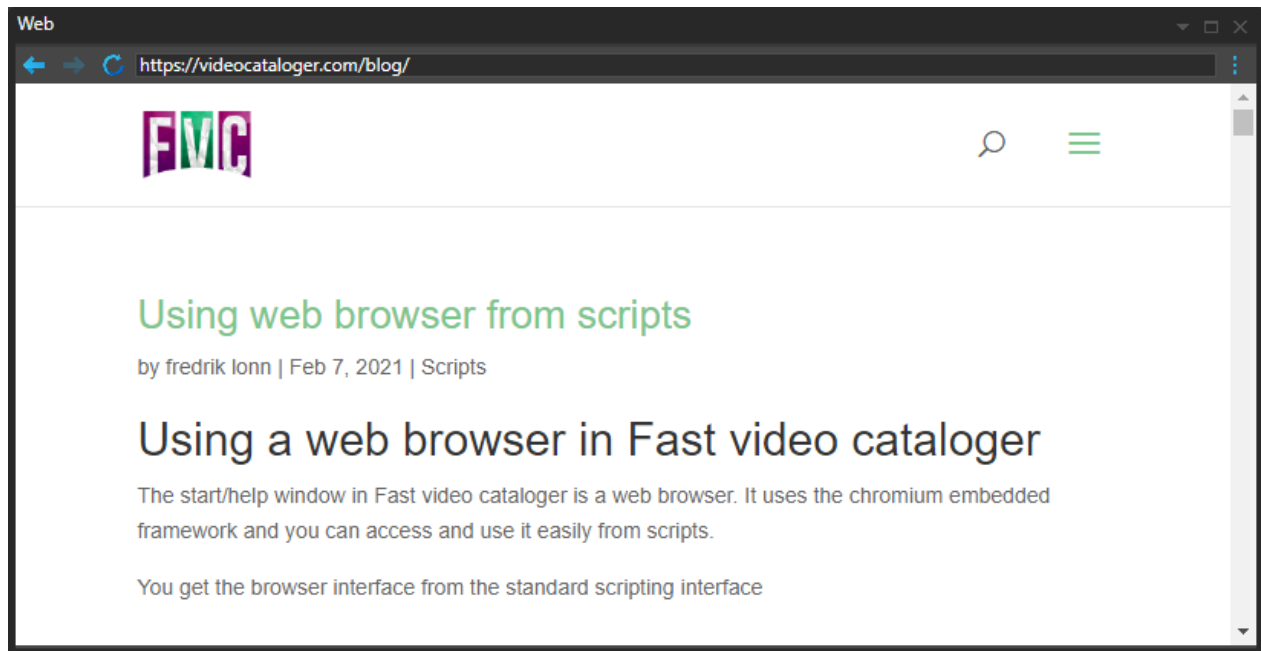 Web
https://videocataloger.com/blog/
FVC
Using web browser from scripts
by fredrik lonn | Feb 7, 2021 | Scripts
Using a web browser in Fast video cataloger
The start/help window in Fast video cataloger is a web browser. It uses the chromium embedded
framework and you can access and use it easily from scripts.
You get the browser interface from the standard scripting interface